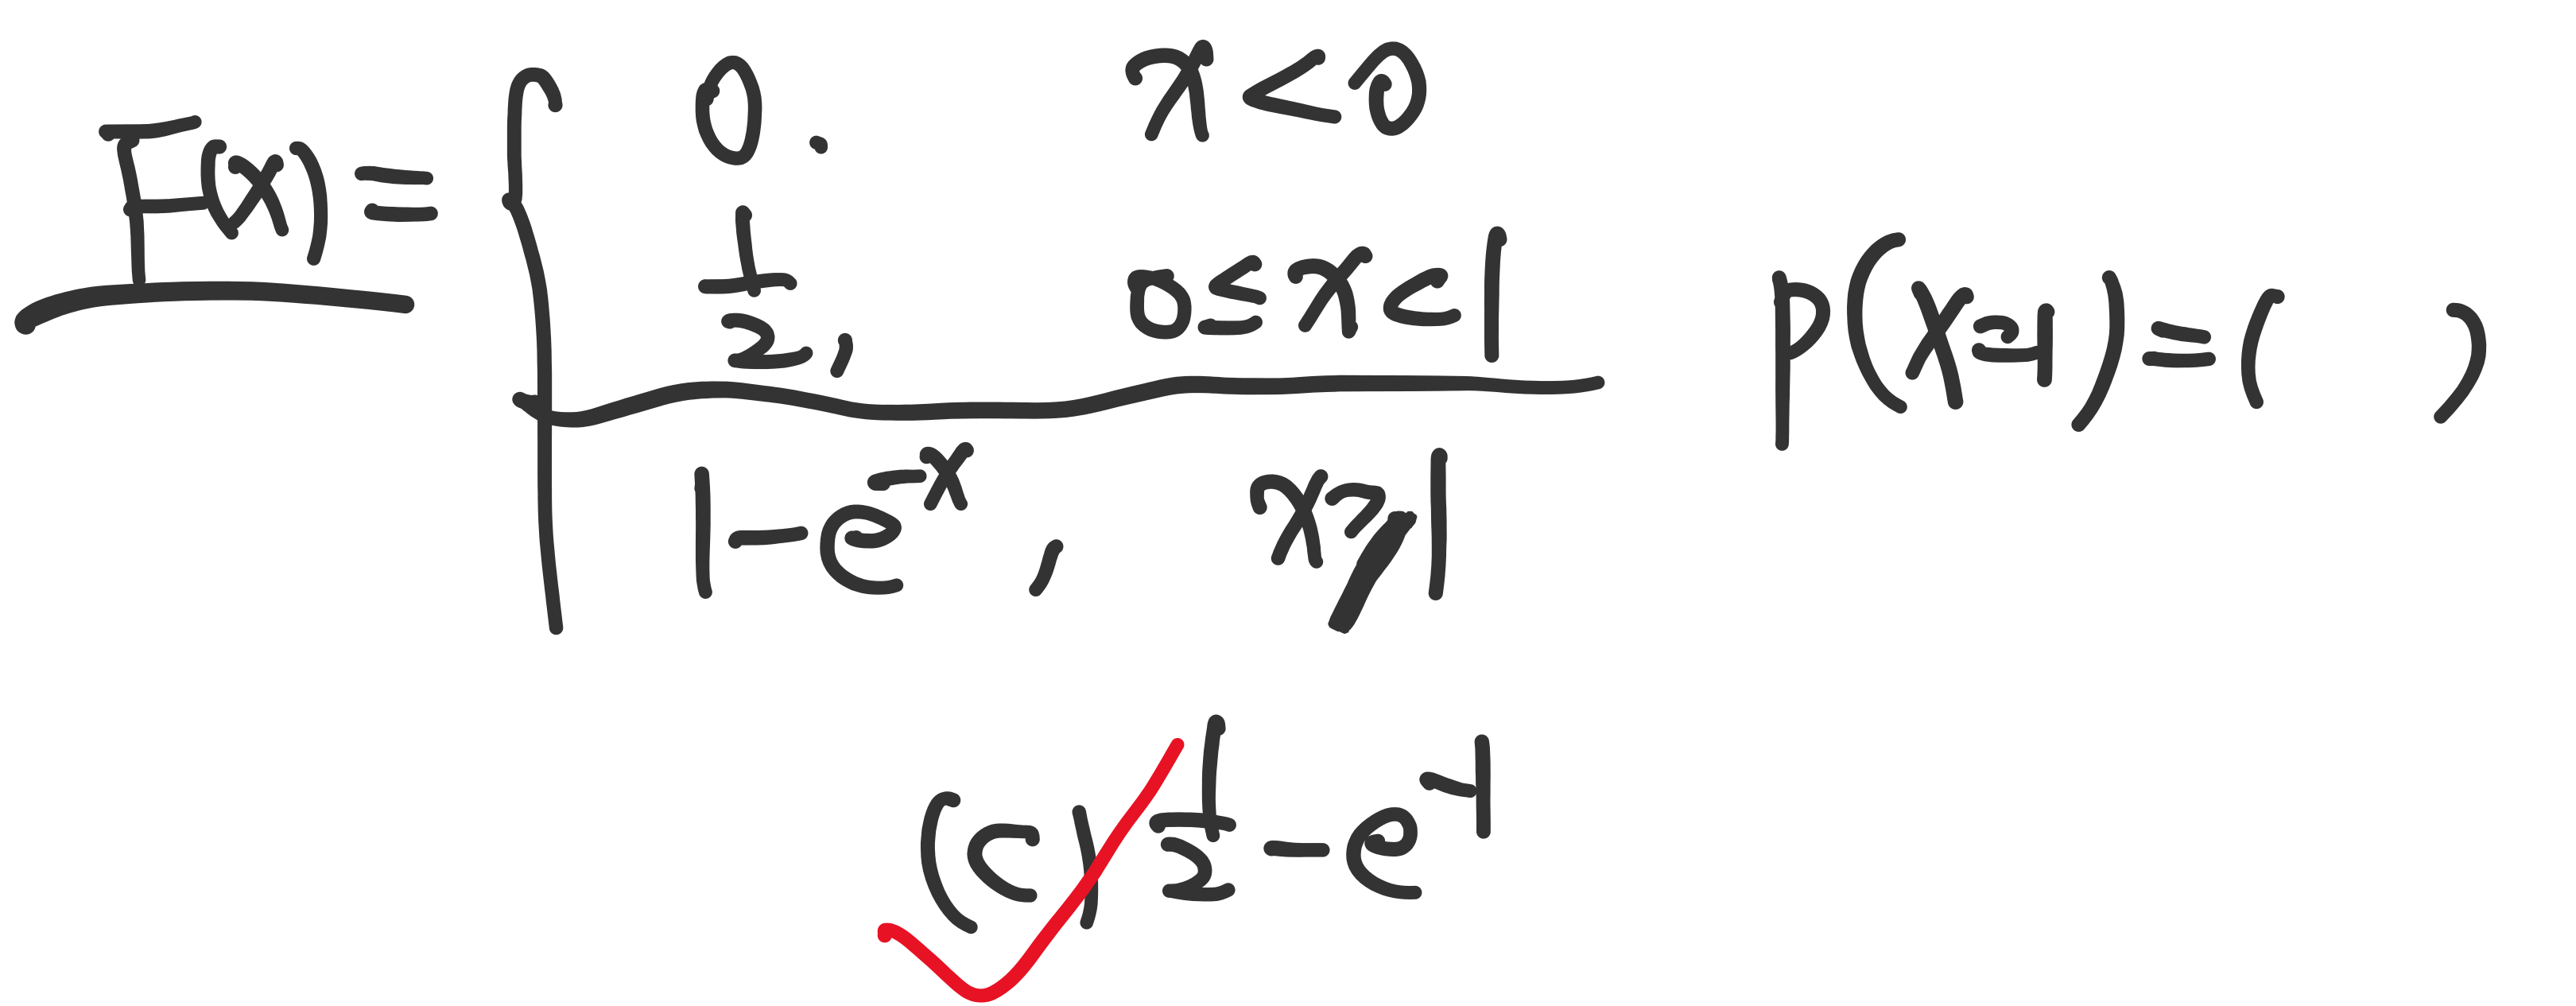 F(x) = { 0. x < 0
1/2, 0 ≤ x < 1
1 - e^{-x}, x ≥ 1
P(X=1) = ( )
(C) 1/2 - e^{-1}